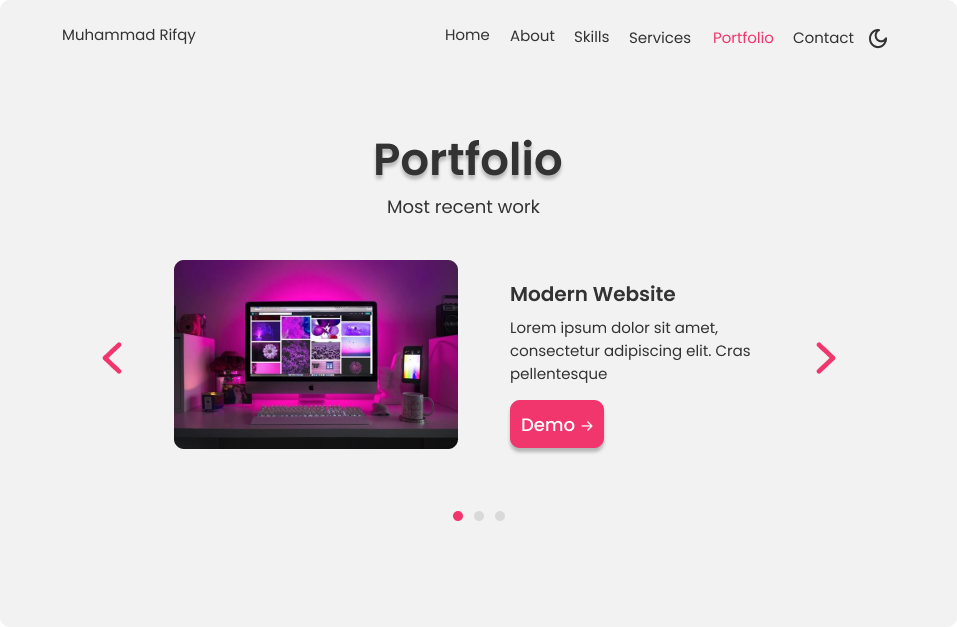 Muhammad Rifqy
Home About Skills Services Portfolio Contact
Portfolio
Most recent work
Modern Website
Lorem ipsum dolor sit amet,
consectetur adipiscing elit. Cras
pellentesque
Demo →